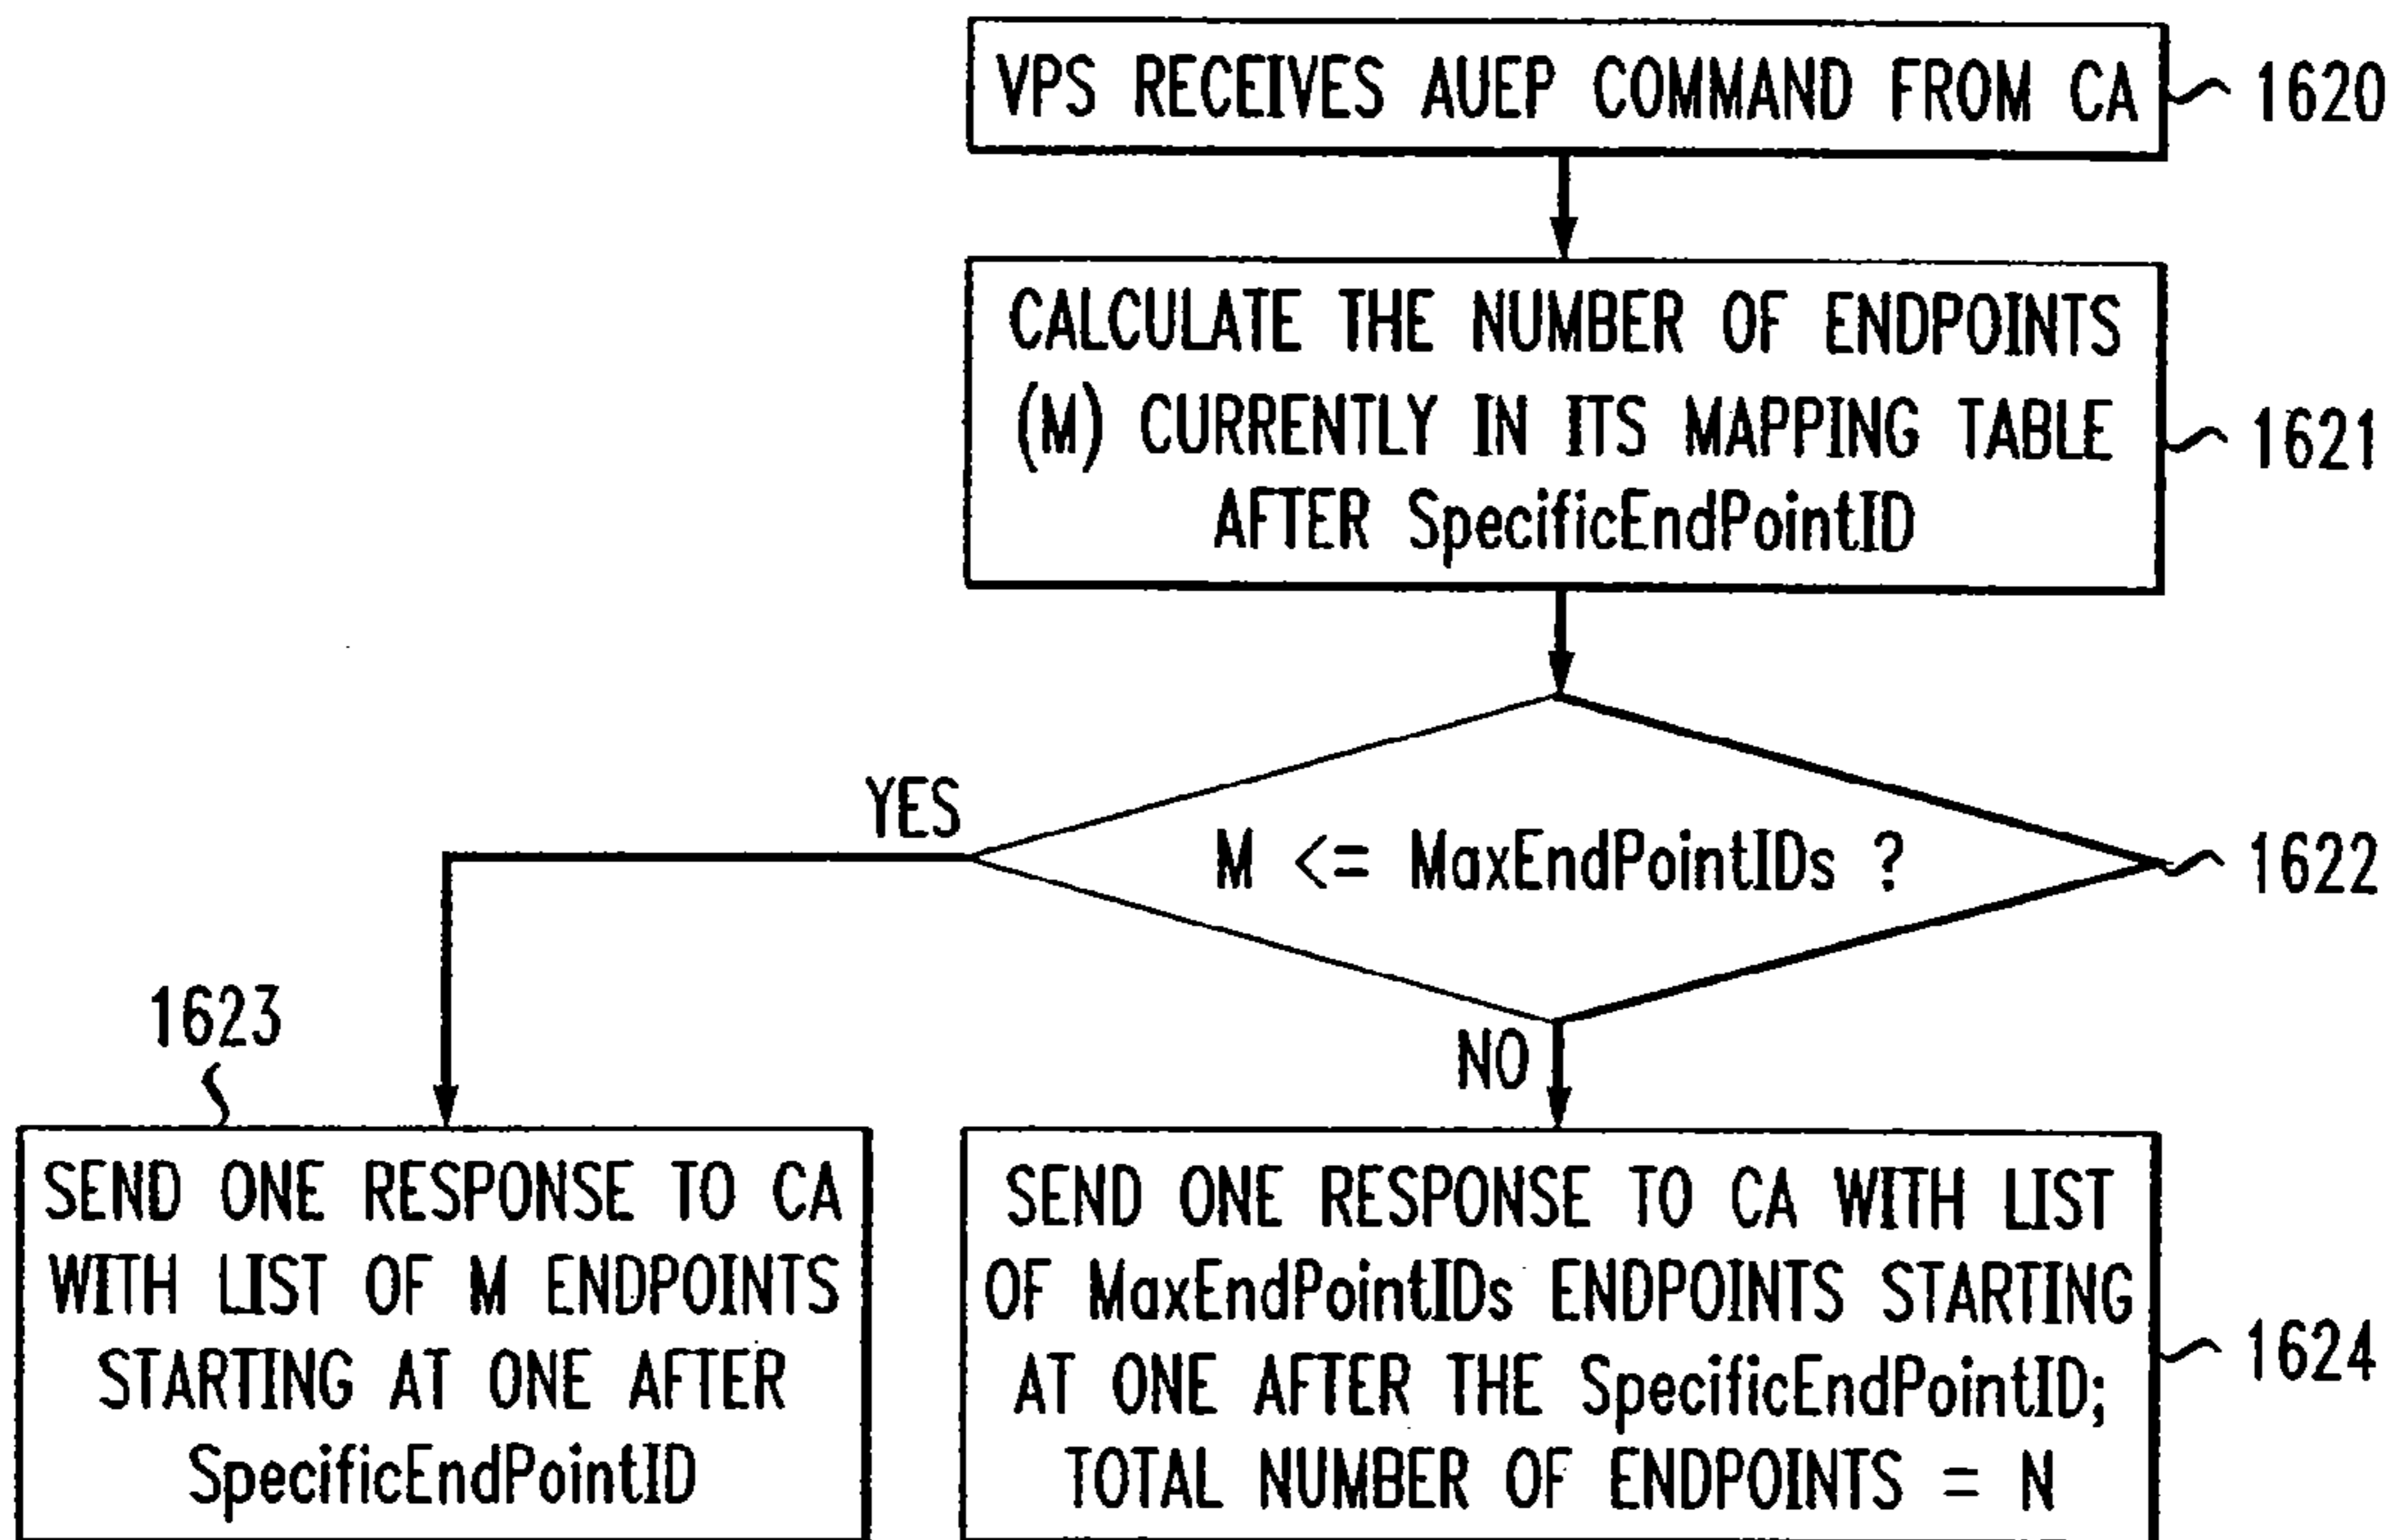 VPS RECEIVES AUEP COMMAND FROM CA
1620
CALCULATE THE NUMBER OF ENDPOINTS
(M) CURRENTLY IN ITS MAPPING TABLE
AFTER SpecificEndPointID
1621
YES
M <= MaxEndPointIDs ?
1622
NO
1623
SEND ONE RESPONSE TO CA
WITH LIST OF M ENDPOINTS
STARTING AT ONE AFTER
SpecificEndPointID
SEND ONE RESPONSE TO CA WITH LIST
OF MaxEndPointIDs ENDPOINTS STARTING
AT ONE AFTER THE SpecificEndPointID;
TOTAL NUMBER OF ENDPOINTS = N
1624